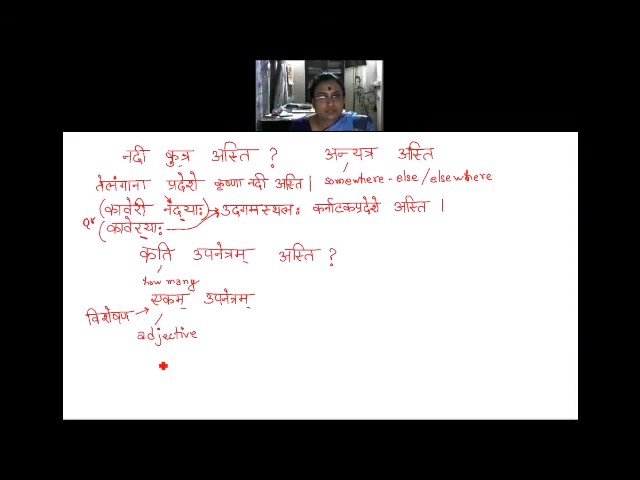 नदी कुत्र अस्ति ? अन्यत्र अस्ति
तेलंगाना प्रदेशे कृष्णा नदी अस्ति | somewhere-else/elsewhere
(कावेरी नद्याः) उदगमस्थलः कर्नाटकप्रदेशे अस्ति |
or (कावेर्याः
कति उपनेत्रम् अस्ति ?
how many
एकम् उपनेत्रम्
विशेषण
adjective